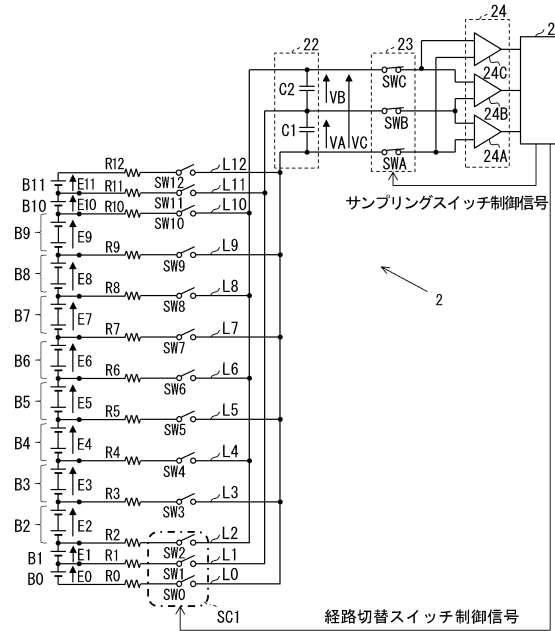 24
22
23
2
C2
VB
SWC
24C
C1
VA
VC
SWB
24B
SWA
24A
サンプリングスイッチ制御信号
R12
SW12
L12
B11
E11
R11
SW11
L11
B10
E10
R10
SW10
L10
B9
E9
R9
SW9
L9
B8
E8
R8
SW8
L8
2
B7
E7
R7
SW7
L7
B6
E6
R6
SW6
L6
B5
E5
R5
SW5
L5
B4
E4
R4
SW4
L4
B3
E3
R3
SW3
L3
B2
E2
R2
SW2
L2
B1
E1
R1
SW1
L1
B0
E0
R0
SW0
L0
SC1
経路切替スイッチ制御信号